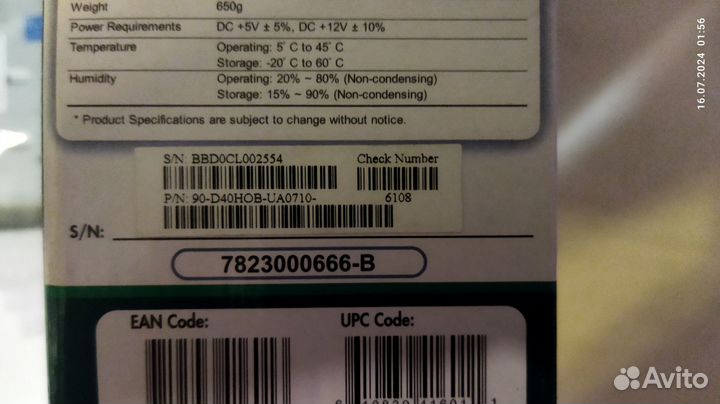 Weight 650g
Power Requirements DC +5V ± 5%, DC +12V ± 10%
Temperature Operating: 5° C to 45° C
Storage: -20° C to 60° C
Humidity Operating: 20% ~ 80% (Non-condensing)
Storage: 15% ~ 90% (Non-condensing)
* Product Specifications are subject to change without notice.
S/N: BBD0CL002554 Check Number
P/N: 90-D40HOB-UA0710- 6108
S/N:
7823000666-B
EAN Code: UPC Code:
16.07.2024 01:56
Avito